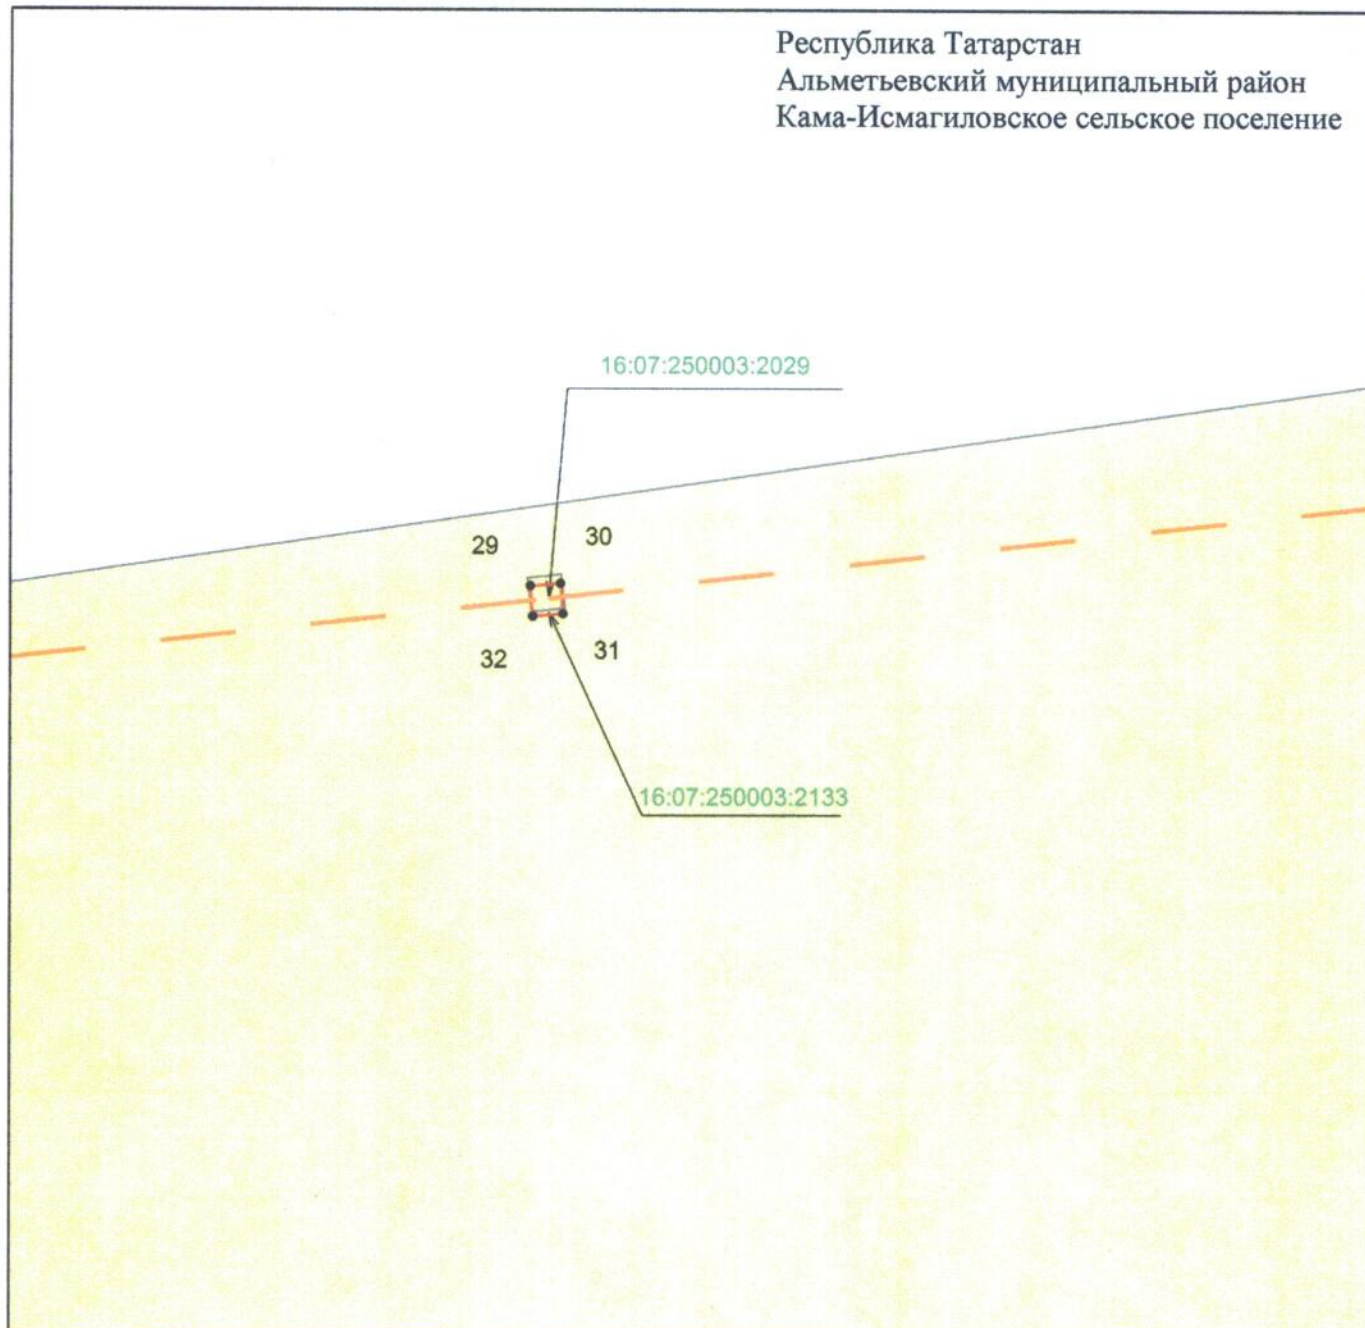 Республика Татарстан
Альметьевский муниципальный район
Кама-Исмагиловское сельское поселение
16:07:250003:2029
29
30
32
31
16:07:250003:2133